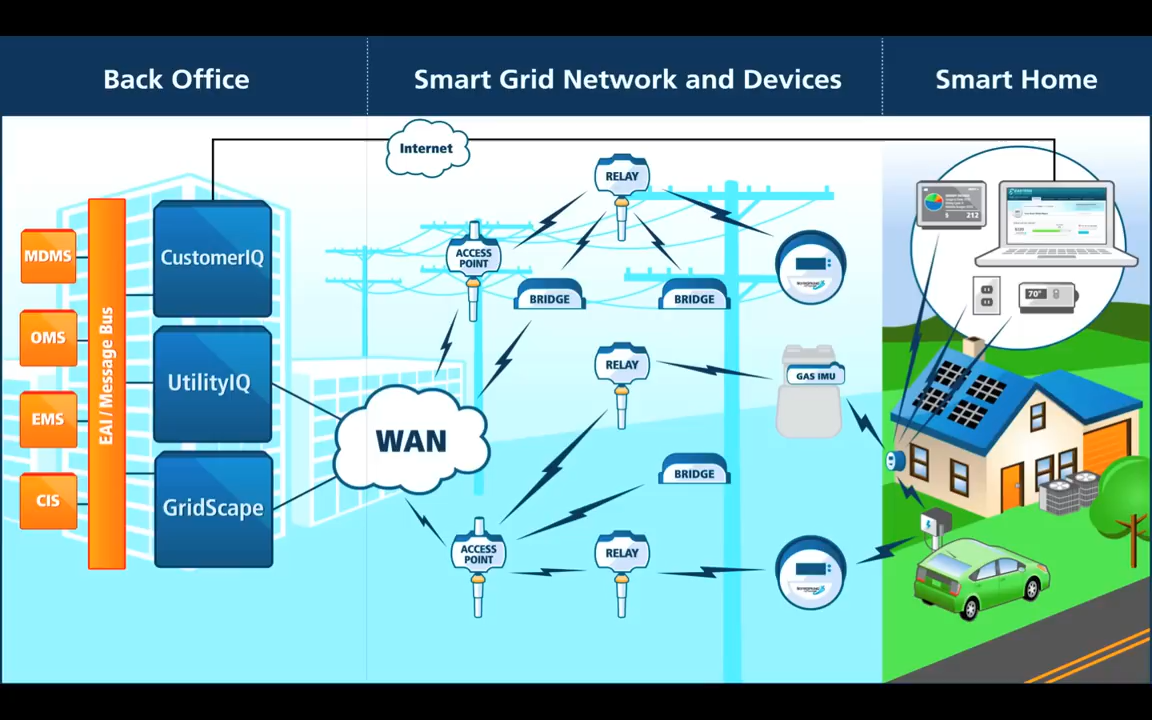 Back Office
Smart Grid Network and Devices
Smart Home
Internet
RELAY
MDMS
CustomerIQ
ACCESS
POINT
$ 212
BRIDGE
BRIDGE
70°
OMS
EAI / Message Bus
UtilityIQ
RELAY
GAS IMU
EMS
WAN
BRIDGE
CIS
GridScape
ACCESS
POINT
RELAY